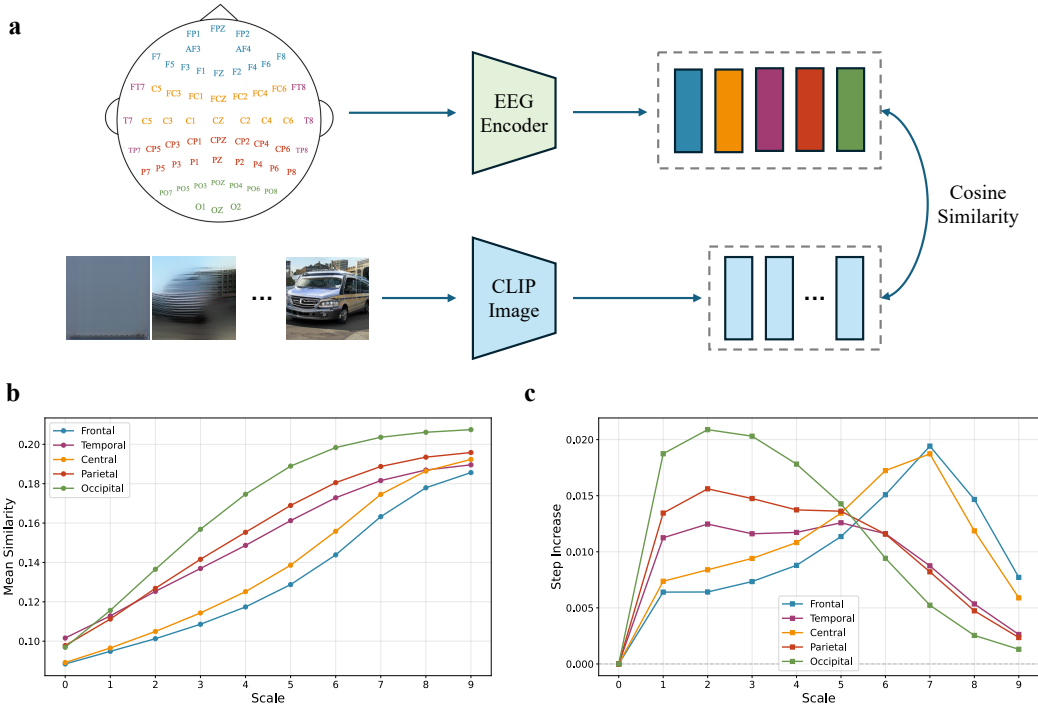 a
FPZ
FP1 FP2
AF3 AF4
F7 F5 F3 F1 FZ F2 F4 F6 F8
FT7 C5 FC3 FC1 FCZ FC2 FC4 FC6 FT8
T7 C5 C3 C1 CZ C2 C4 C6 T8
TP7 CP5 CP3 CP1 CPZ CP2 CP4 CP6 TP8
P7 P5 P3 P1 PZ P2 P4 P6 P8
PO7 PO5 PO3 POZ PO4 PO6 PO8
O1 OZ O2
EEG
Encoder
Cosine
Similarity
...
CLIP
Image
...
b
Mean Similarity
0.20
0.18
0.16
0.14
0.12
0.10
Frontal
Temporal
Central
Parietal
Occipital
0 1 2 3 4 5 6 7 8 9
Scale
c
Step Increase
0.020
0.015
0.010
0.005
0.000
Frontal
Temporal
Central
Parietal
Occipital
0 1 2 3 4 5 6 7 8 9
Scale